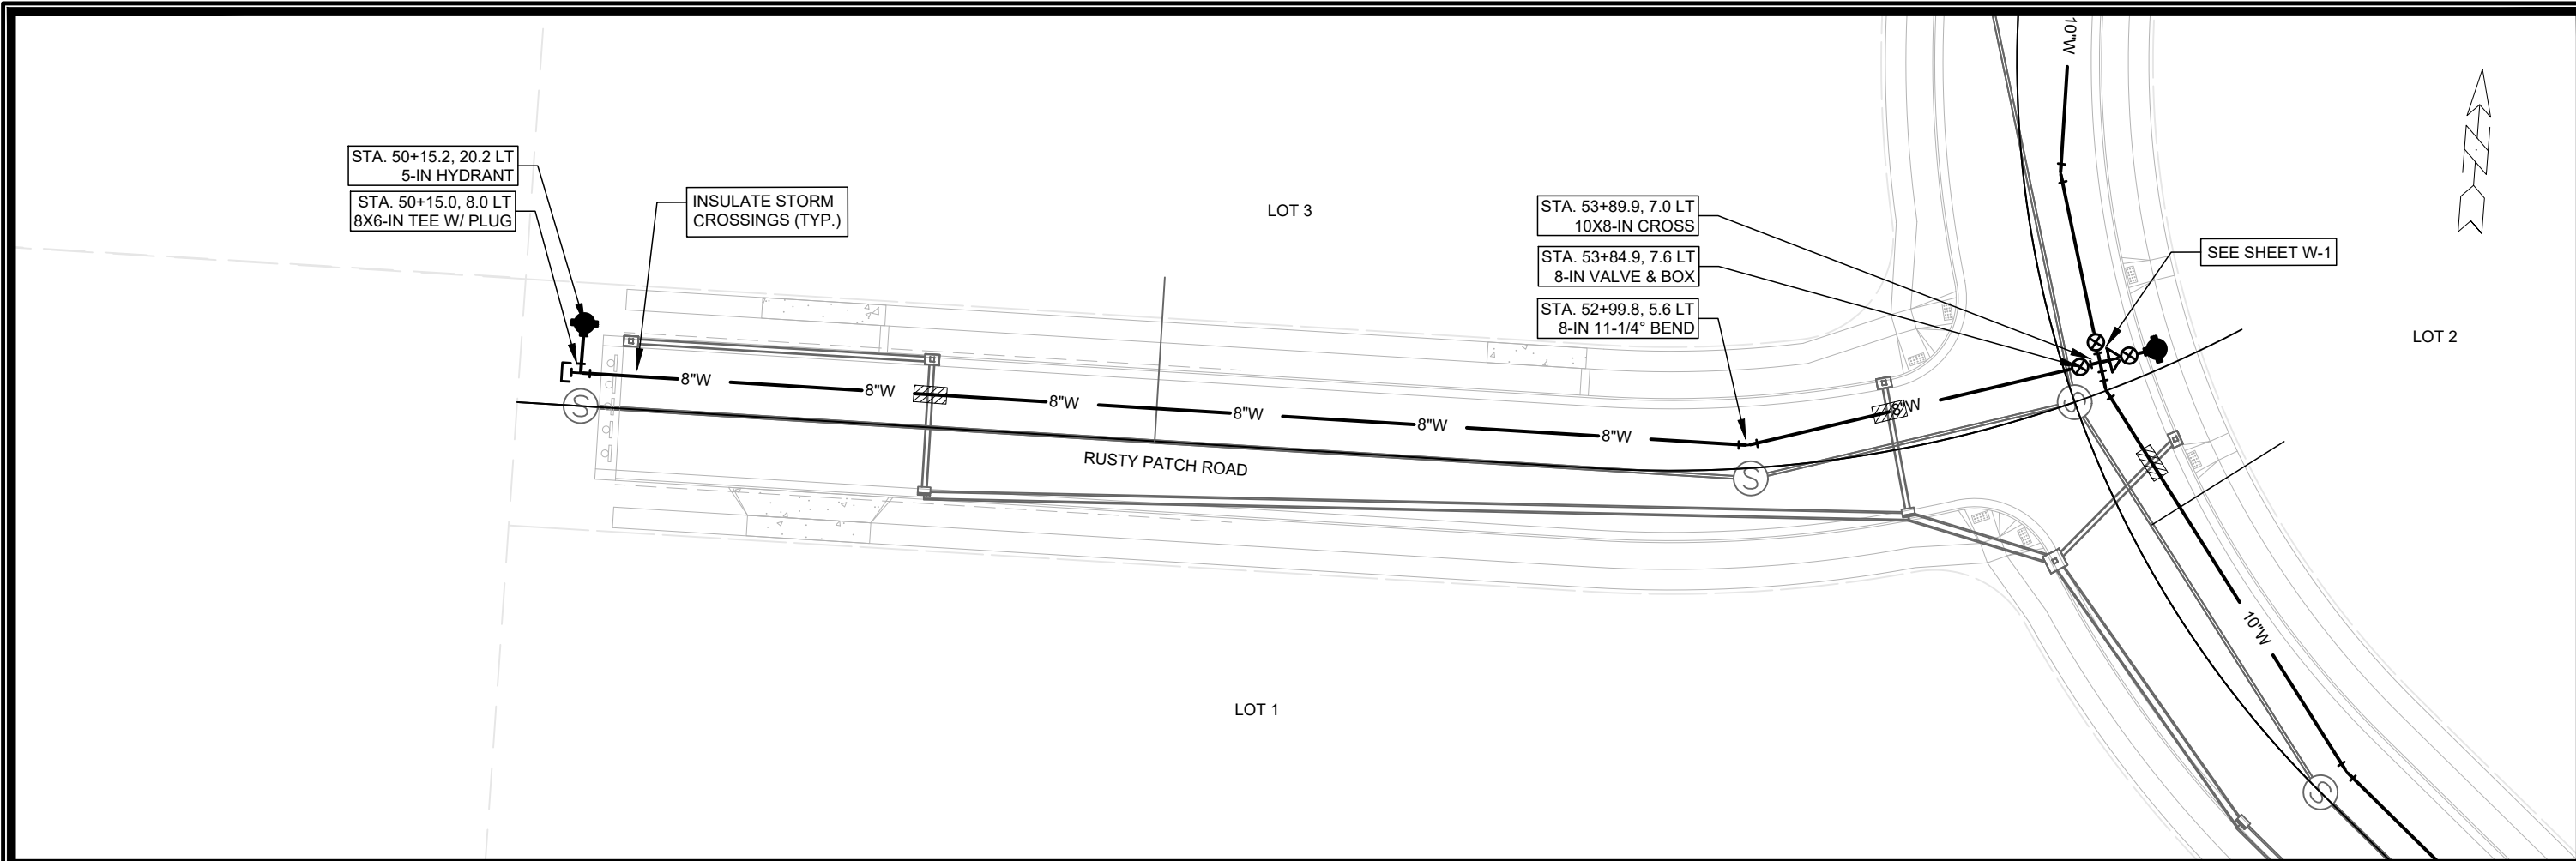 10"W
STA. 50+15.2, 20.2 LT
5-IN HYDRANT
STA. 50+15.0, 8.0 LT
8X6-IN TEE W/ PLUG
INSULATE STORM
CROSSINGS (TYP.)
LOT 3
STA. 53+89.9, 7.0 LT
10X8-IN CROSS
STA. 53+84.9, 7.6 LT
8-IN VALVE & BOX
STA. 52+99.8, 5.6 LT
8-IN 11-1/4° BEND
SEE SHEET W-1
LOT 2
8"W
8"W
8"W
8"W
8"W
8"W
8"W
S
S
S
RUSTY PATCH ROAD
10"W
LOT 1
S